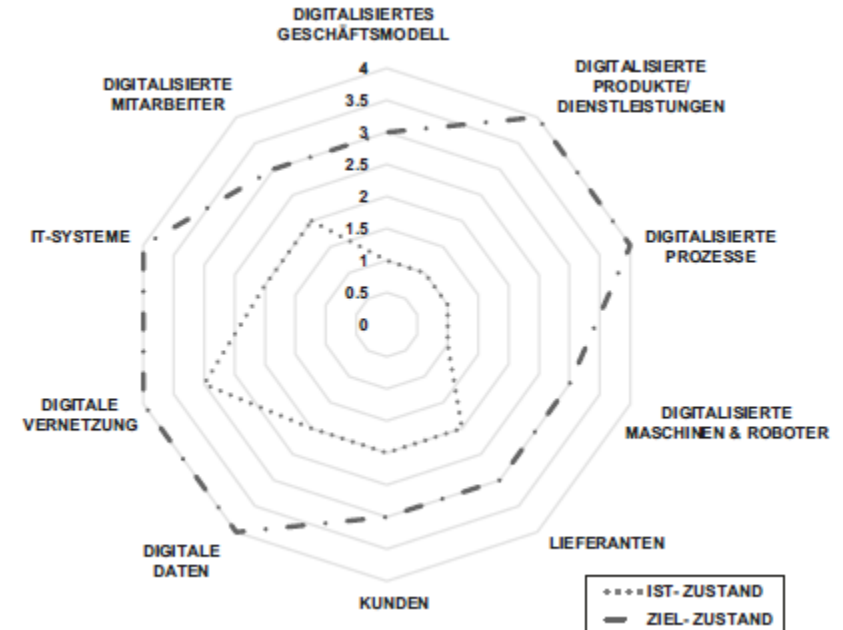 DIGITALISIERTES
GESCHÄFTSMODELL
DIGITALISIERTE
PRODUKTE/
DIENSTLEISTUNGEN
DIGITALISIERTE
PROZESSE
DIGITALISIERTE
MASCHINEN & ROBOTER
LIEFERANTEN
KUNDEN
DIGITALE
DATEN
DIGITALE
VERNETZUNG
IT-SYSTEME
DIGITALISIERTE
MITARBEITER
4
3.5
3
2.5
2
1.5
1
0.5
0
IST-ZUSTAND
ZIEL-ZUSTAND